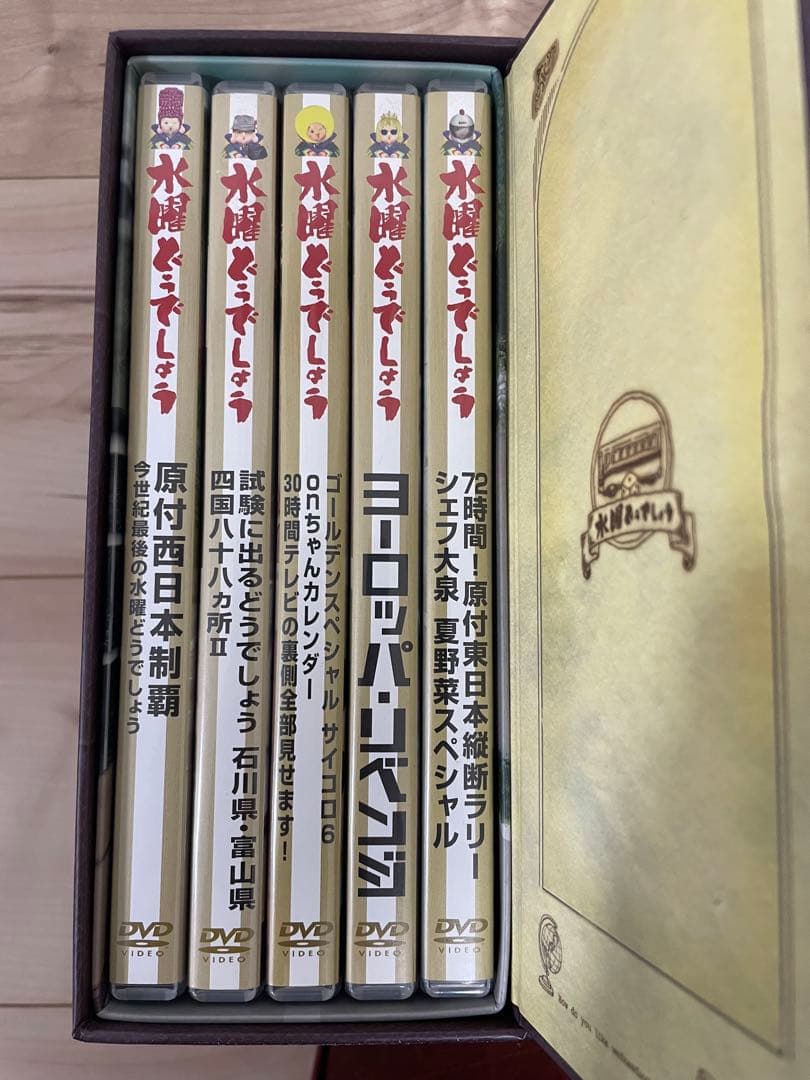 水曜どうでしょう
原付西日本制覇
今世紀最後の水曜どうでしょう
DVD
VIDEO
水曜どうでしょう
試験に出るどうでしょう 石川県・富山県
四国八十八ヵ所II
DVD
VIDEO
水曜どうでしょう
ゴールデンスペシャル サイコロ6
onちゃんカレンダー
30時間テレビの裏側全部見せます!
DVD
VIDEO
水曜どうでしょう
ヨーロッパ・リベンジ
DVD
VIDEO
水曜どうでしょう
72時間!原付東日本縦断ラリー
シェフ大泉 夏野菜スペシャル
DVD
VIDEO
水曜どうでしょう
How do you like